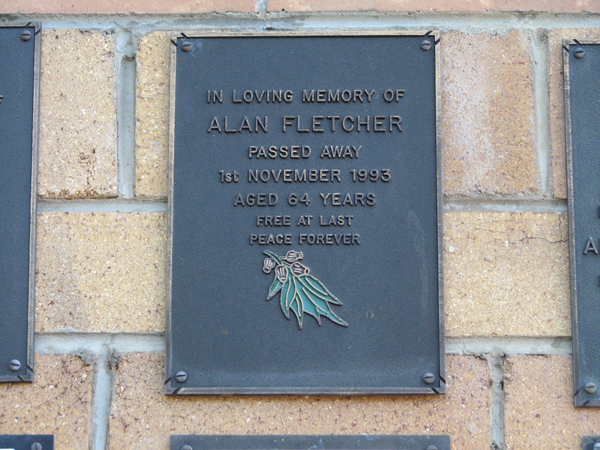 IN LOVING MEMORY OF
ALAN FLETCHER
PASSED AWAY
1st NOVEMBER 1993
AGED 64 YEARS
FREE AT LAST
PEACE FOREVER